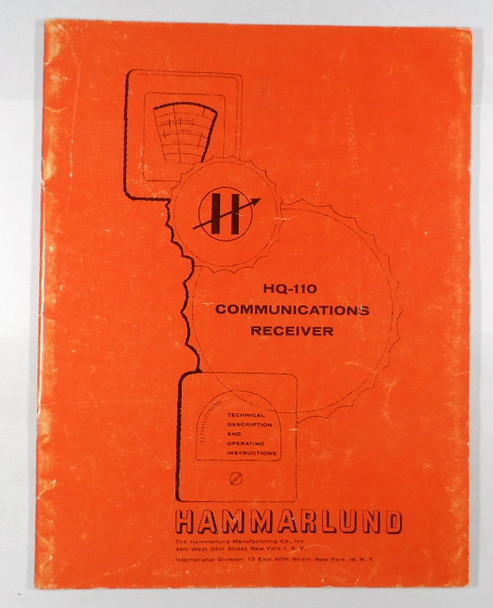 H
HQ-110
COMMUNICATIONS
RECEIVER
TECHNICAL
DESCRIPTION
AND
OPERATING
INSTRUCTIONS
HAMMARLUND
The Hammarlund Manufacturing Co., Inc.
460 West 34th Street, New York 1, N. Y.
International Division: 13 East 40th Street, New York 16, N. Y.